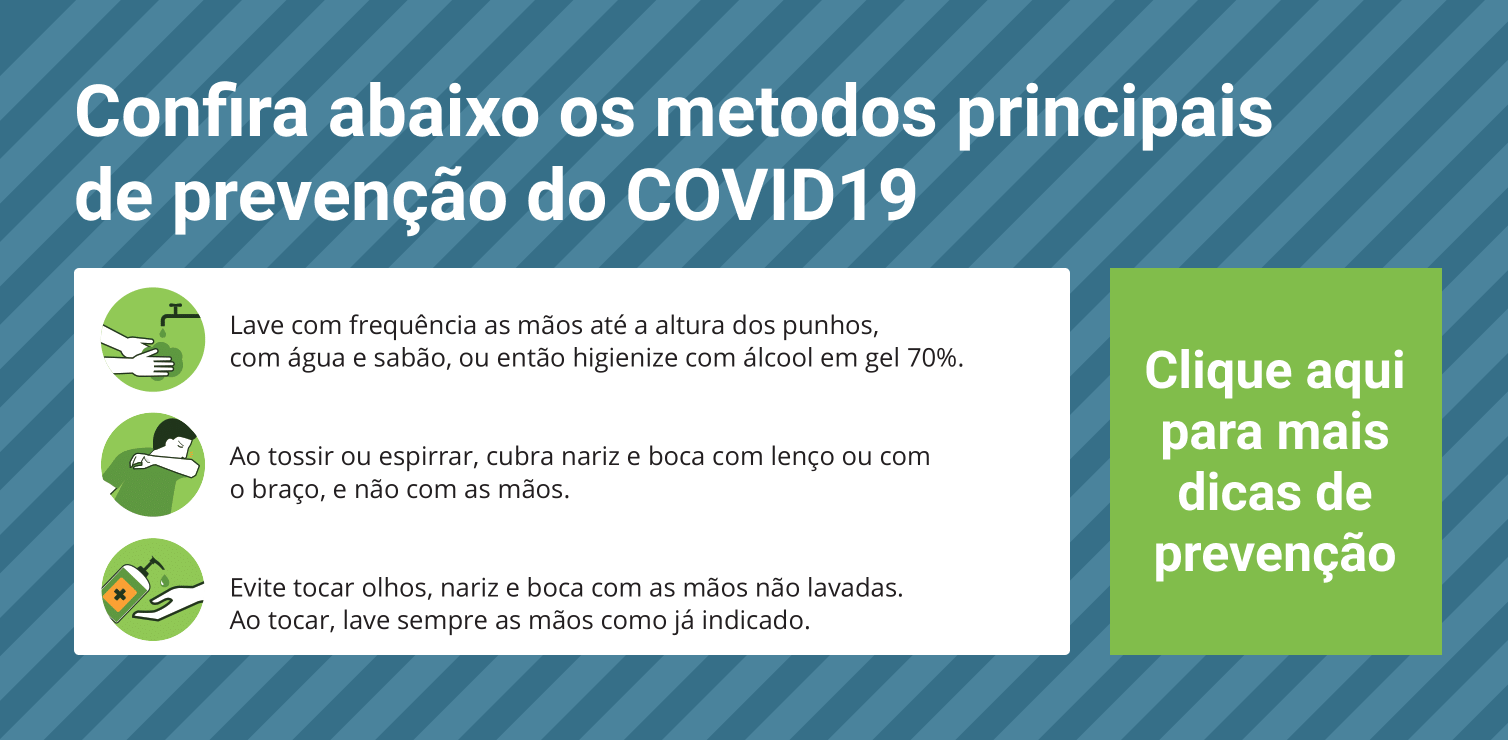 Confira abaixo os metodos principais
de prevenção do COVID19
Lave com frequência as mãos até a altura dos punhos,
com água e sabão, ou então higienize com álcool em gel 70%.
Ao tossir ou espirrar, cubra nariz e boca com lenço ou com
o braço, e não com as mãos.
Evite tocar olhos, nariz e boca com as mãos não lavadas.
Ao tocar, lave sempre as mãos como já indicado.
Clique aqui
para mais
dicas de
prevenção